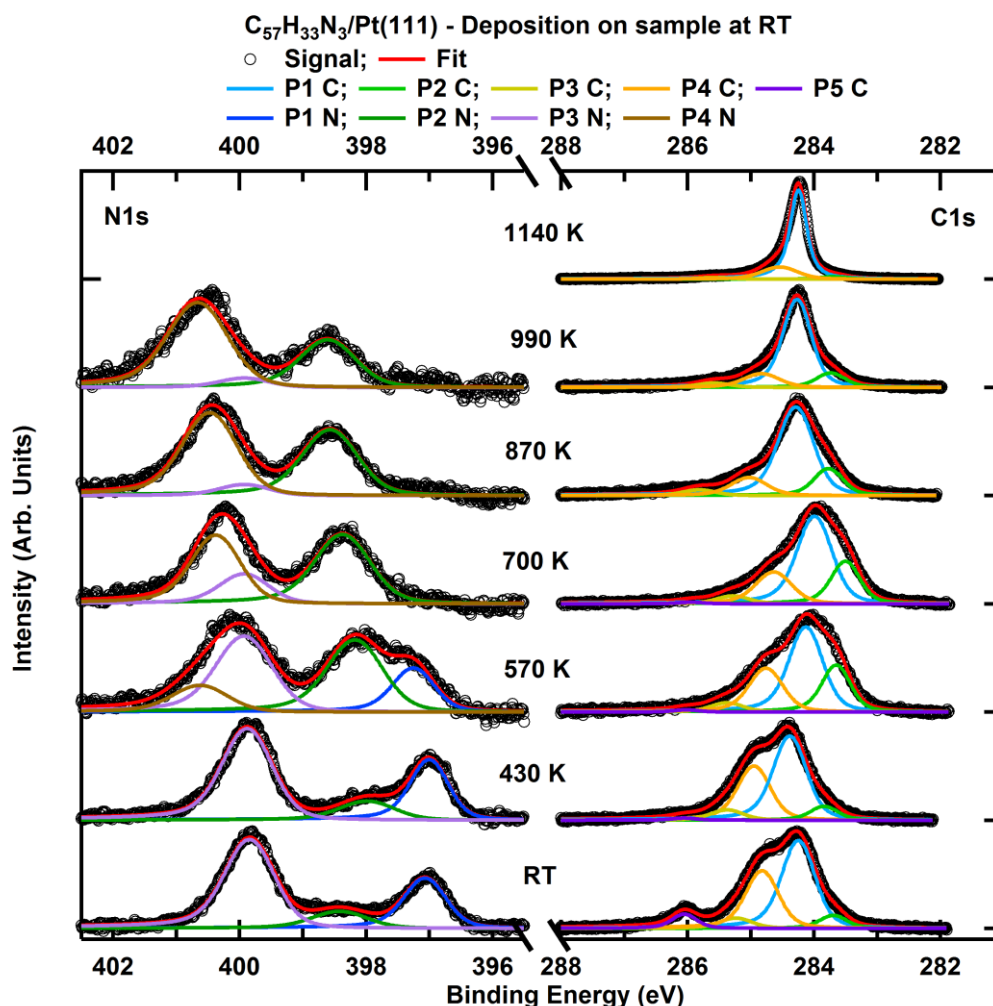 C57H33N3/Pt(111) - Deposition on sample at RT
Signal; Fit
P1 C; P2 C; P3 C; P4 C; P5 C
P1 N; P2 N; P3 N; P4 N
402 400 398 396 288 286 284 282
N1s C1s
1140 K
990 K
870 K
700 K
570 K
430 K
RT
Intensity (Arb. Units)
402 400 398 396 288 286 284 282
Binding Energy (eV)